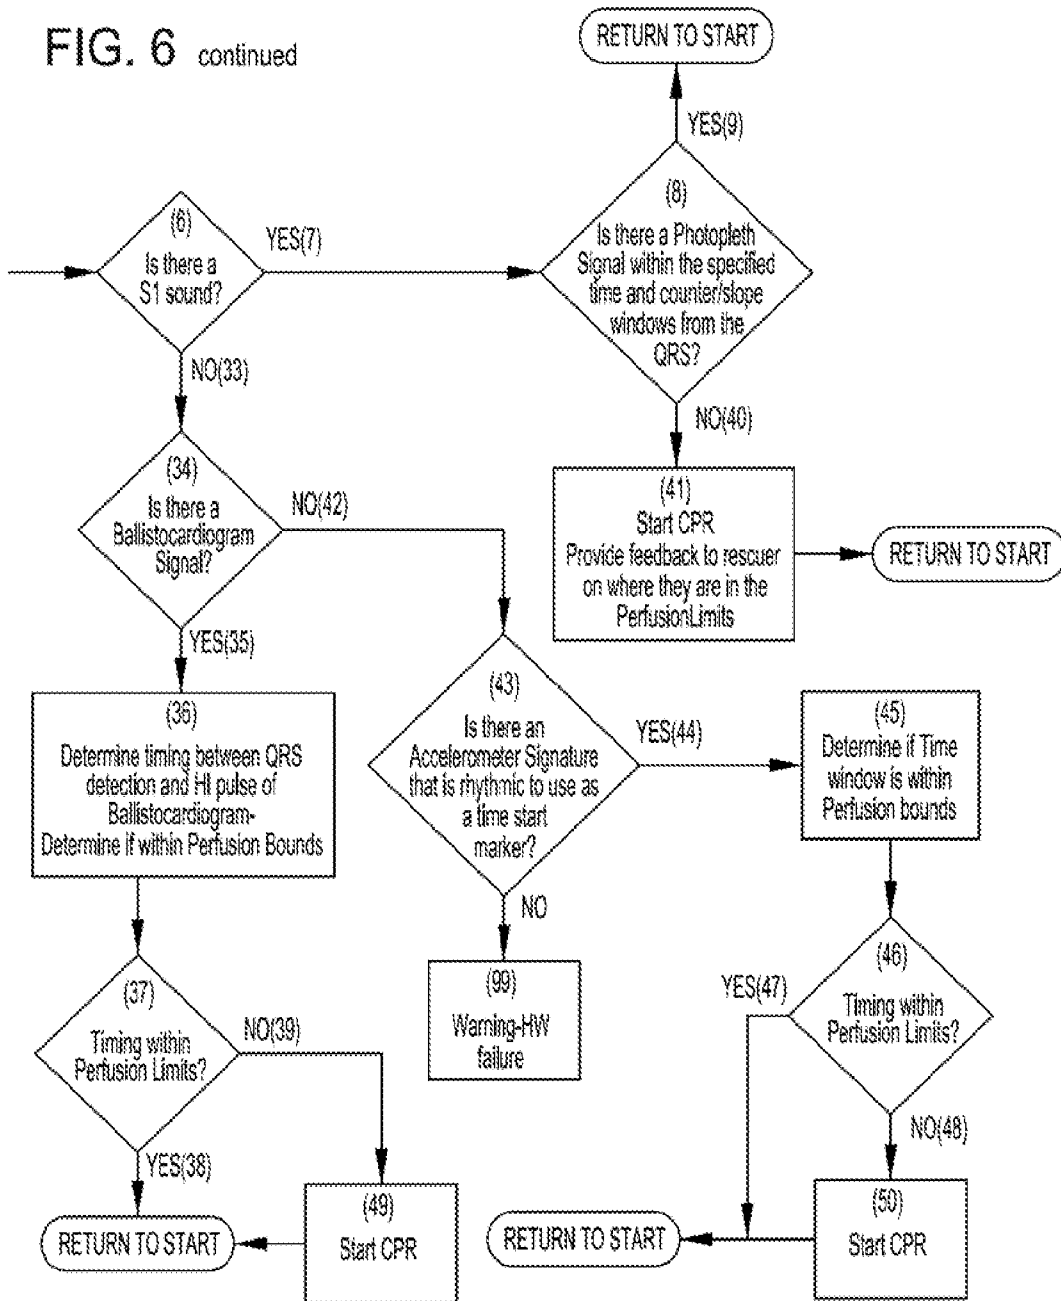 FIG. 6 continued
RETURN TO START
YES(9)
(8)
Is there a Photopleth
Signal within the specified
time and counter/slope
windows from the
QRS?
(6)
Is there a
S1 sound?
YES(7)
NO(33)
NO(40)
(41)
Start CPR
Provide feedback to rescuer
on where they are in the
PerfusionLimits
RETURN TO START
(34)
Is there a
Ballistocardiogram
Signal?
NO(42)
YES(35)
(36)
Determine timing between QRS
detection and HI pulse of
Ballistocardiogram-
Determine if within Perfusion Bounds
(43)
Is there an
Accelerometer Signature
that is rhythmic to use as
a time start
marker?
YES(44)
(45)
Determine if Time
window is within
Perfusion bounds
NO
(99)
Warning-HW
failure
(37)
Timing within
Perfusion Limits?
NO(39)
YES(38)
RETURN TO START
(49)
Start CPR
(46)
Timing within
Perfusion Limits?
YES(47)
NO(48)
(50)
Start CPR
RETURN TO START